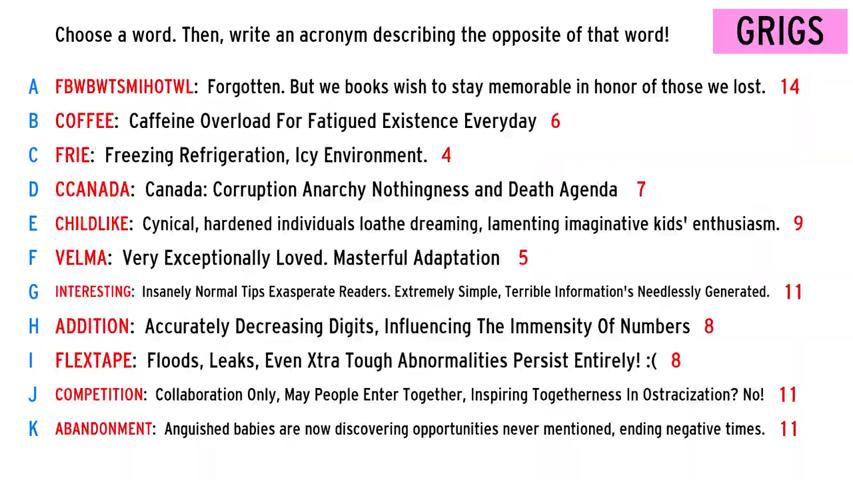 Choose a word. Then, write an acronym describing the opposite of that word!
GRIGS
A FBWBWTSMIHOTWL: Forgotten. But we books wish to stay memorable in honor of those we lost. 14
B COFFEE: Caffeine Overload For Fatigued Existence Everyday 6
C FRIE: Freezing Refrigeration, Icy Environment. 4
D CCANADA: Canada: Corruption Anarchy Nothingness and Death Agenda 7
E CHILDLIKE: Cynical, hardened individuals loathe dreaming, lamenting imaginative kids' enthusiasm. 9
F VELMA: Very Exceptionally Loved. Masterful Adaptation 5
G INTERESTING: Insanely Normal Tips Exasperate Readers. Extremely Simple, Terrible Information's Needlessly Generated. 11
H ADDITION: Accurately Decreasing Digits, Influencing The Immensity Of Numbers 8
I FLEXTAPE: Floods, Leaks, Even Xtra Tough Abnormalities Persist Entirely! :( 8
J COMPETITION: Collaboration Only, May People Enter Together, Inspiring Togetherness In Ostracization? No! 11
K ABANDONMENT: Anguished babies are now discovering opportunities never mentioned, ending negative times. 11